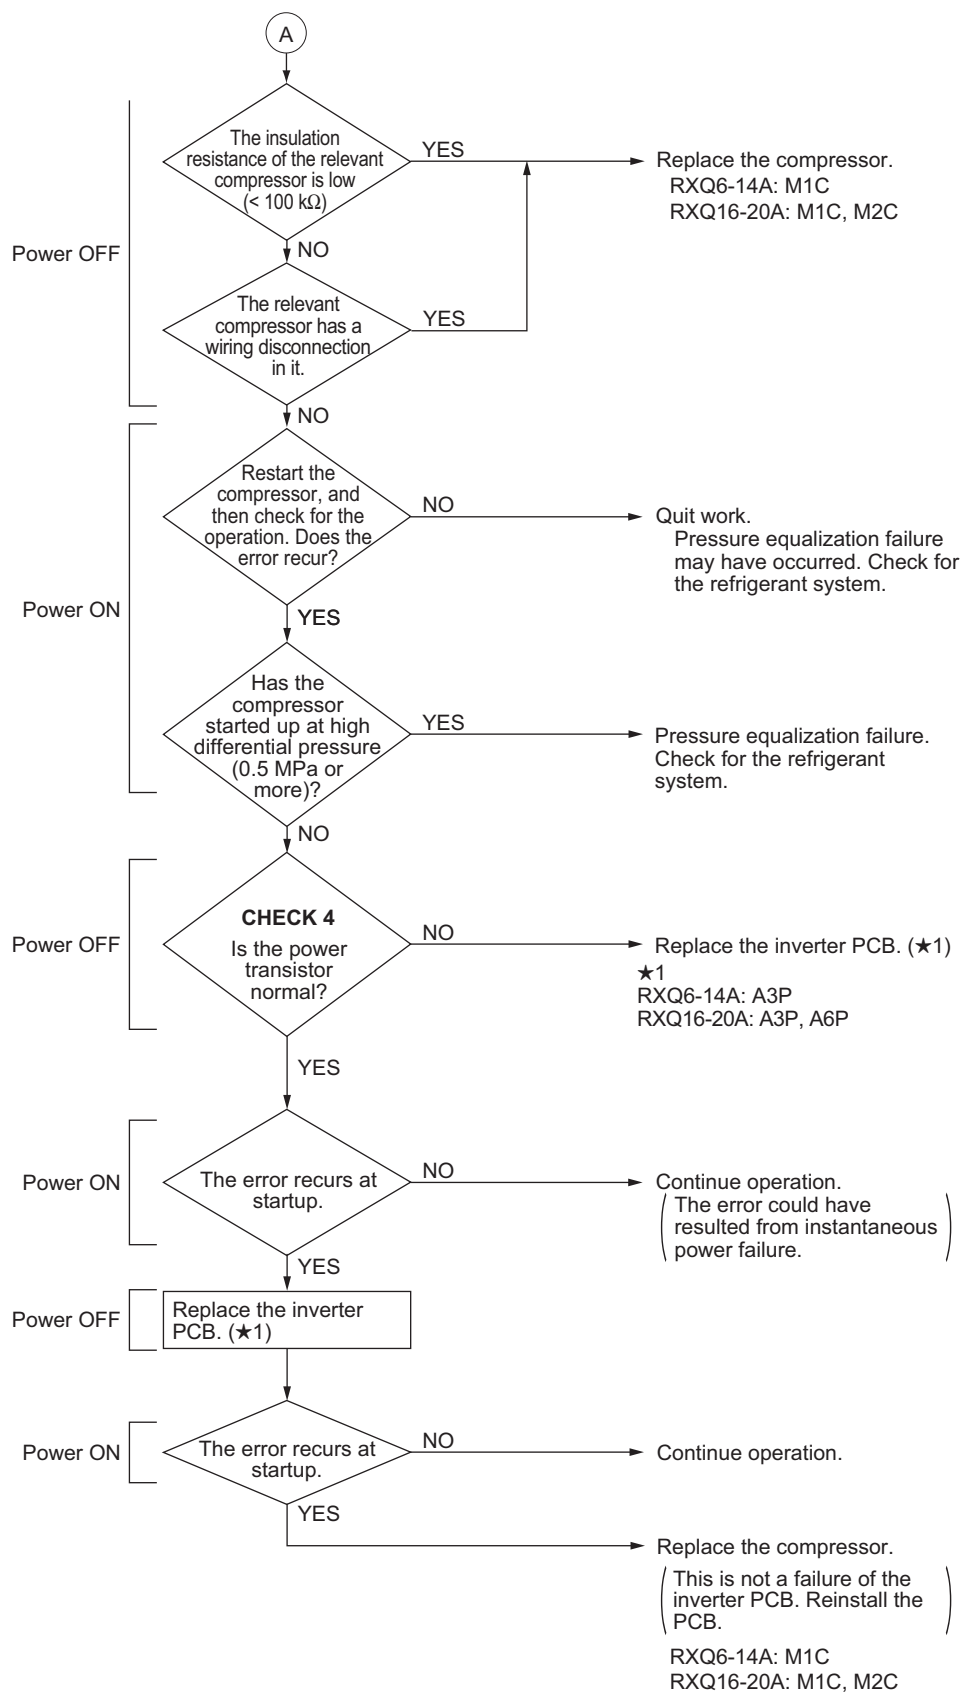 A
The insulation
resistance of the relevant
compressor is low
(< 100 kΩ)
YES
Replace the compressor.
RXQ6-14A: M1C
RXQ16-20A: M1C, M2C
Power OFF
NO
The relevant
compressor has a
wiring disconnection
in it.
YES
NO
Restart the
compressor, and
then check for the
operation. Does the
error recur?
NO
Quit work.
Pressure equalization failure
may have occurred. Check for
the refrigerant system.
Power ON
YES
Has the
compressor
started up at high
differential pressure
(0.5 MPa or
more)?
YES
Pressure equalization failure.
Check for the refrigerant
system.
NO
Power OFF
CHECK 4
Is the power
transistor
normal?
NO
Replace the inverter PCB. (★1)
★1
RXQ6-14A: A3P
RXQ16-20A: A3P, A6P
YES
Power ON
The error recurs at
startup.
NO
Continue operation.
(The error could have
resulted from instantaneous
power failure.)
YES
Power OFF
Replace the inverter
PCB. (★1)
Power ON
The error recurs at
startup.
NO
Continue operation.
YES
Replace the compressor.
(This is not a failure of the
inverter PCB. Reinstall the
PCB.)
RXQ6-14A: M1C
RXQ16-20A: M1C, M2C